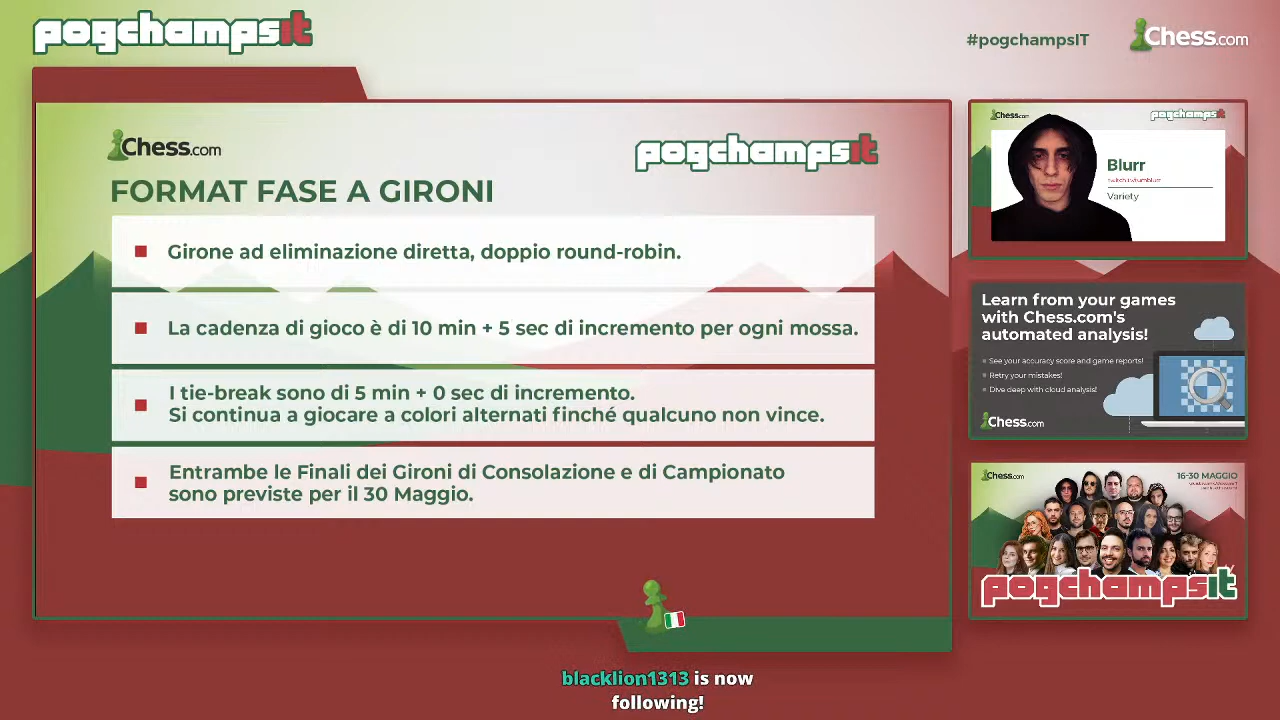 pogchampsit
#pogchampsIT
Chess.com
Chess.com
pogchampsit
FORMAT FASE A GIRONI
Girone ad eliminazione diretta, doppio round-robin.
La cadenza di gioco è di 10 min + 5 sec di incremento per ogni mossa.
I tie-break sono di 5 min + 0 sec di incremento.
Si continua a giocare a colori alternati finché qualcuno non vince.
Entrambe le Finali dei Gironi di Consolazione e di Campionato
sono previste per il 30 Maggio.
Chess.com
pogchampsit
Blurr
Variety
Learn from your games
with Chess.com's
automated analysis!
See your accuracy score and game reports!
Retry your mistakes!
Dive deep with cloud analysis!
Chess.com
Chess.com
16-30 MAGGIO
pogchampsit
blacklion1313 is now
following!